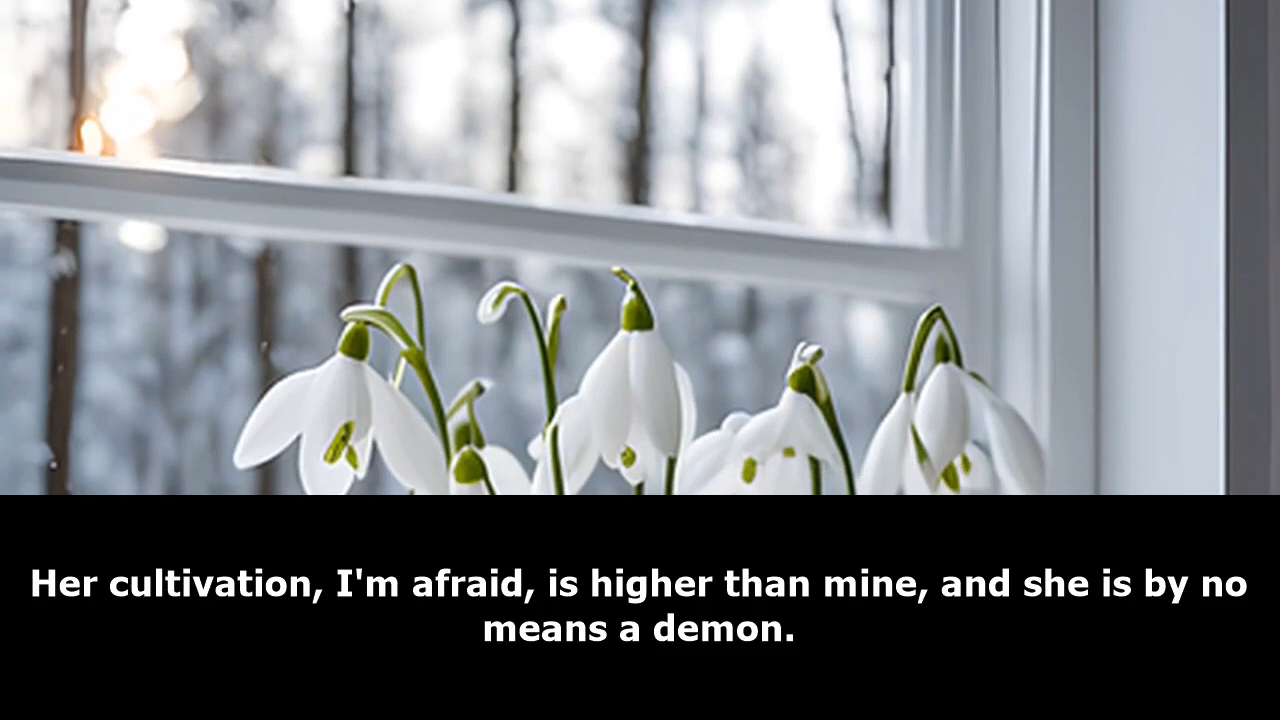 Her cultivation, I'm afraid, is higher than mine, and she is by no
means a demon.